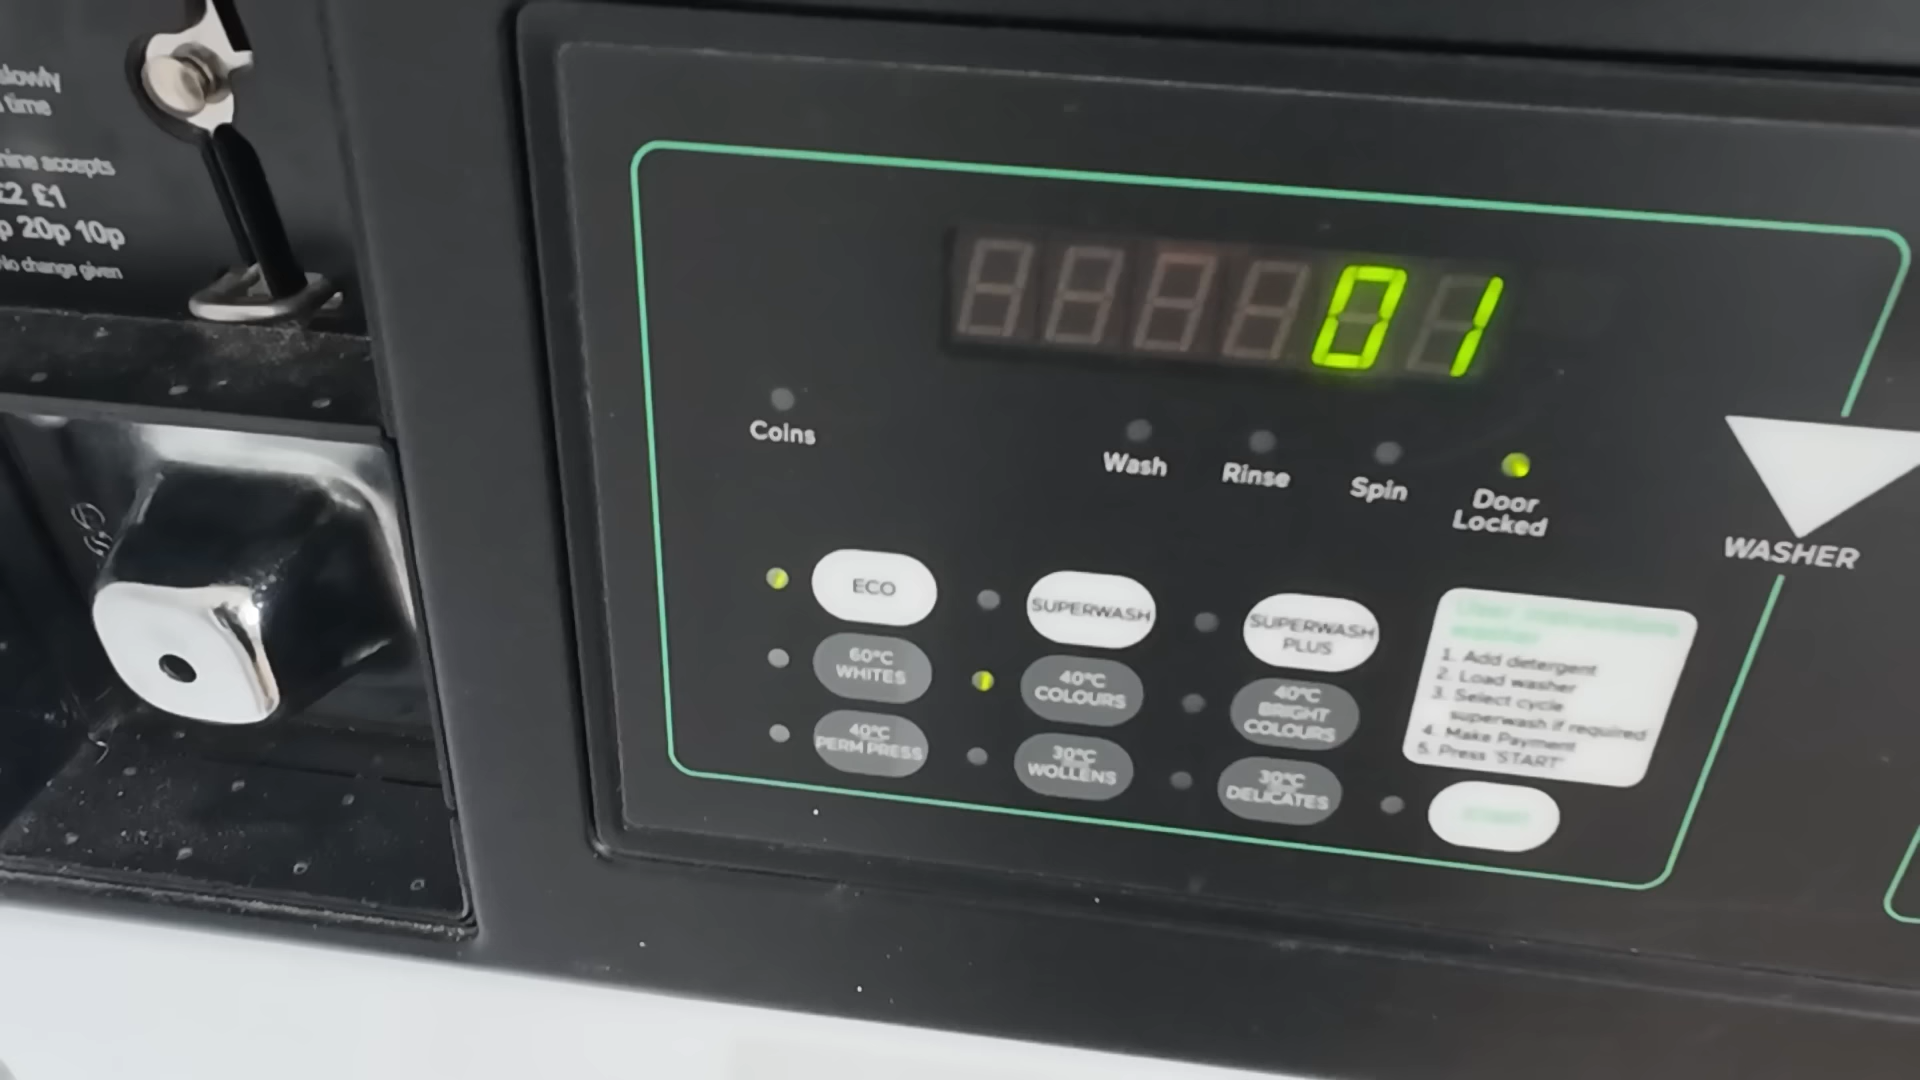 slowly
time
accepts
£2 £1
20p 10p
No change given
01
Coins
Wash
Rinse
Spin
Door
Locked
WASHER
ECO
SUPERWASH
SUPERWASH
PLUS
60°C
WHITES
40°C
COLOURS
40°C
BRIGHT
COLOURS
40°C
PERM PRESS
30°C
WOLLENS
30°C
DELICATES
1. Add detergent
2. Load washer
3. Select cycle
superwash if required
4. Make Payment
5. Press 'START'